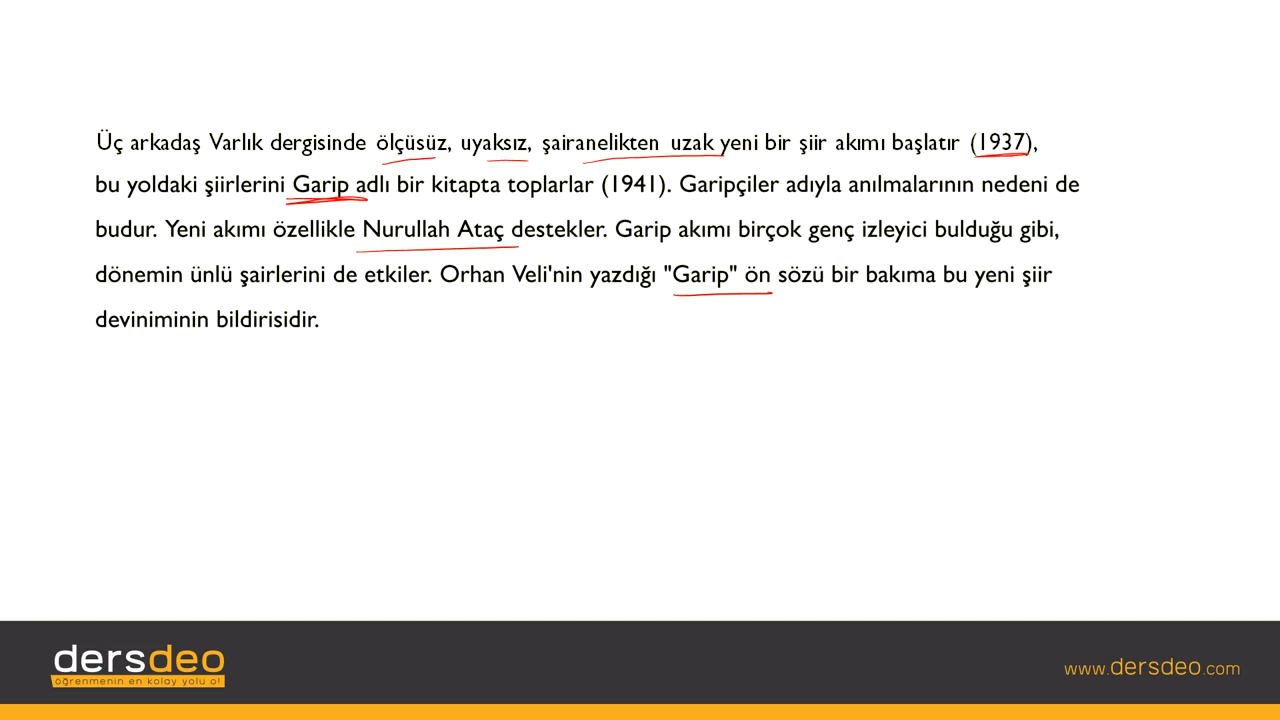 Üç arkadaş Varlık dergisinde ölçüsüz, uyaksız, şairanelikten uzak yeni bir şiir akımı başlatır (1937),
bu yoldaki şiirlerini Garip adlı bir kitapta toplarlar (1941). Garipçiler adıyla anılmalarının nedeni de
budur. Yeni akımı özellikle Nurullah Ataç destekler. Garip akımı birçok genç izleyici bulduğu gibi,
dönemin ünlü şairlerini de etkiler. Orhan Veli'nin yazdığı "Garip" ön sözü bir bakıma bu yeni şiir
deviniminin bildirisidir.
dersdeo
öğrenmenin en kolay yolu o!
www.dersdeo.com